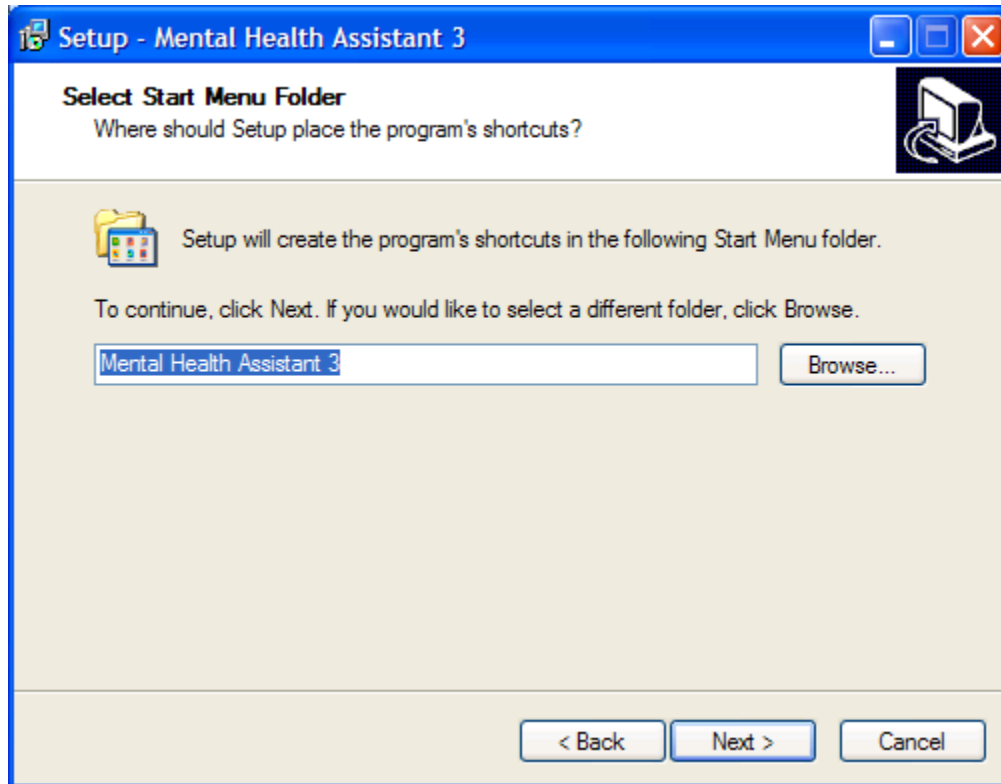 Setup - Mental Health Assistant 3
Select Start Menu Folder
Where should Setup place the program's shortcuts?
Setup will create the program's shortcuts in the following Start Menu folder.
To continue, click Next. If you would like to select a different folder, click Browse.
Mental Health Assistant 3
Browse...
< Back
Next >
Cancel